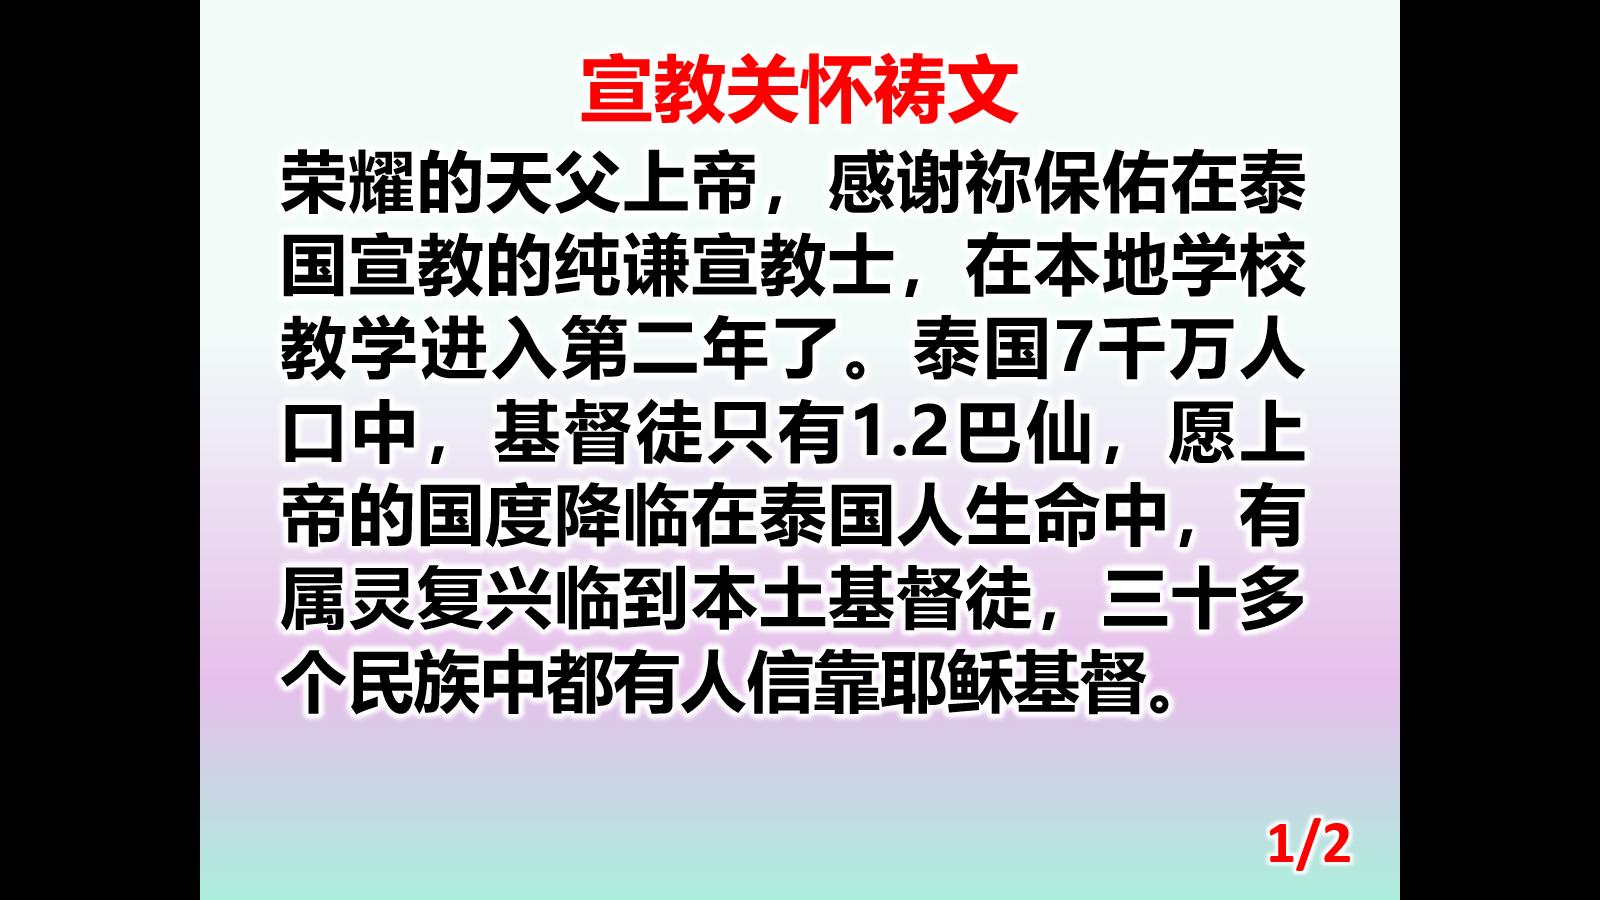 宣教关怀祷文
荣耀的天父上帝，感谢祢保佑在泰
国宣教的纯谦宣教士，在本地学校
教学进入第二年了。泰国7千万人
口中，基督徒只有1.2巴仙，愿上
帝的国度降临在泰国人生命中，有
属灵复兴临到本土基督徒，三十多
个民族中都有人信靠耶稣基督。
1/2